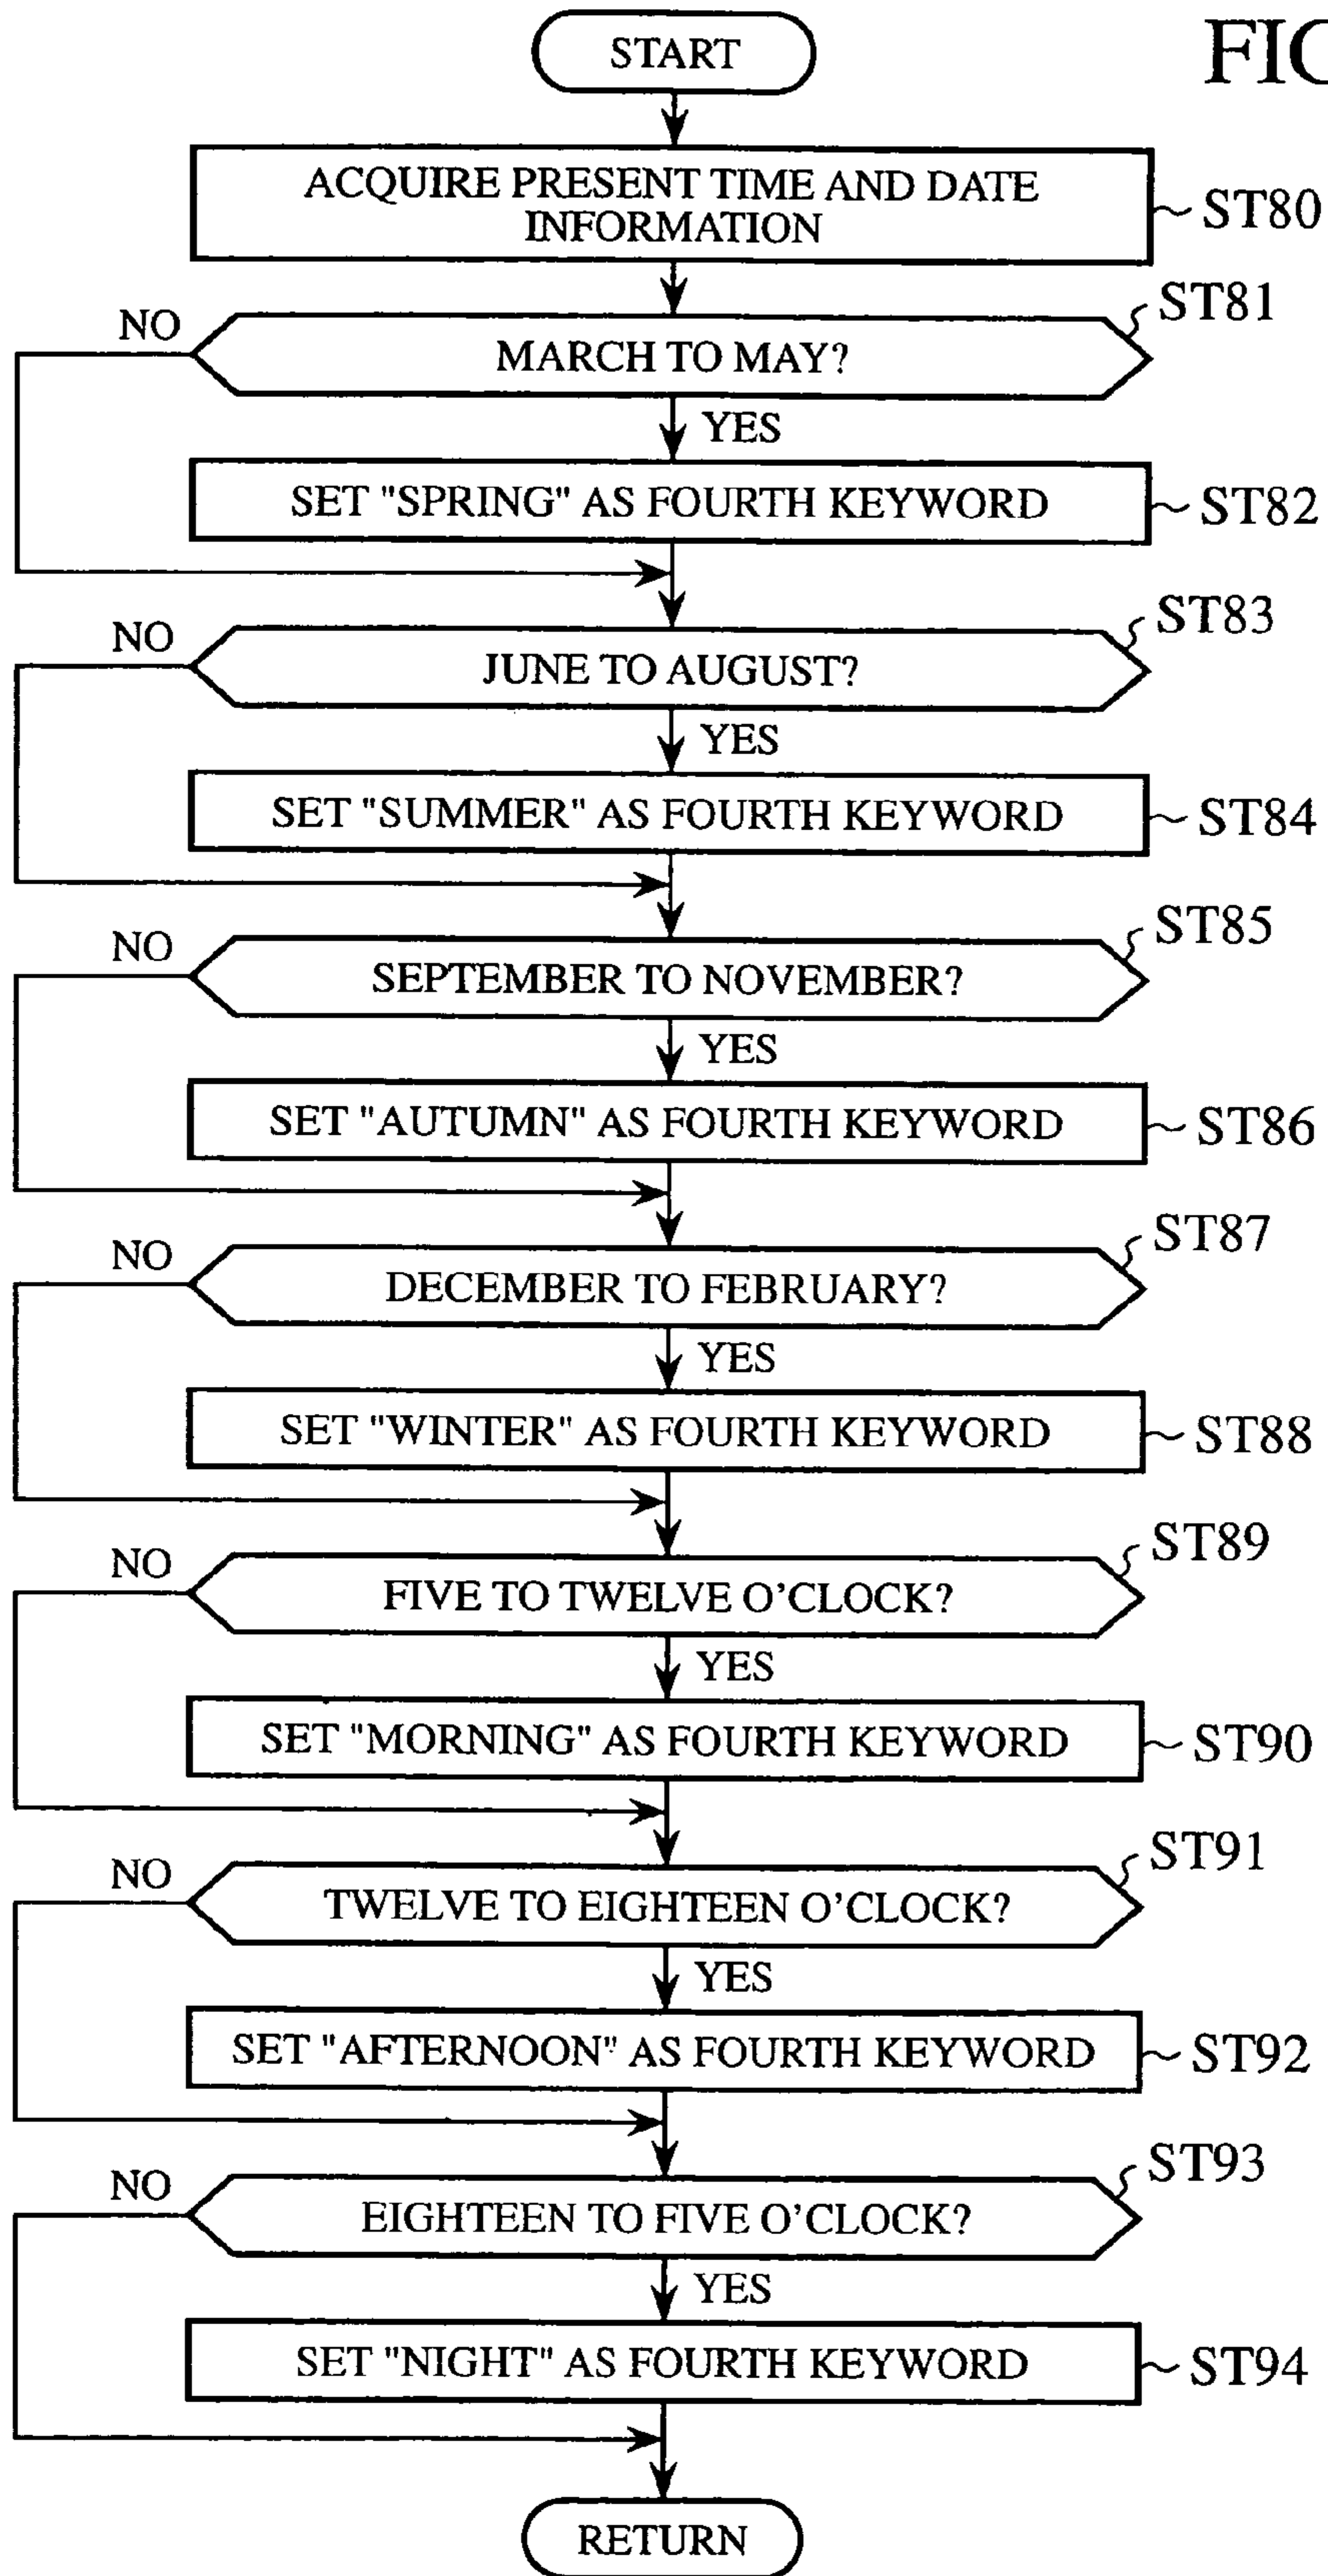 FIG
START
ACQUIRE PRESENT TIME AND DATE
INFORMATION
ST80
ST81
NO
MARCH TO MAY?
YES
SET "SPRING" AS FOURTH KEYWORD
ST82
ST83
NO
JUNE TO AUGUST?
YES
SET "SUMMER" AS FOURTH KEYWORD
ST84
ST85
NO
SEPTEMBER TO NOVEMBER?
YES
SET "AUTUMN" AS FOURTH KEYWORD
ST86
ST87
NO
DECEMBER TO FEBRUARY?
YES
SET "WINTER" AS FOURTH KEYWORD
ST88
ST89
NO
FIVE TO TWELVE O'CLOCK?
YES
SET "MORNING" AS FOURTH KEYWORD
ST90
ST91
NO
TWELVE TO EIGHTEEN O'CLOCK?
YES
SET "AFTERNOON" AS FOURTH KEYWORD
ST92
ST93
NO
EIGHTEEN TO FIVE O'CLOCK?
YES
SET "NIGHT" AS FOURTH KEYWORD
ST94
RETURN